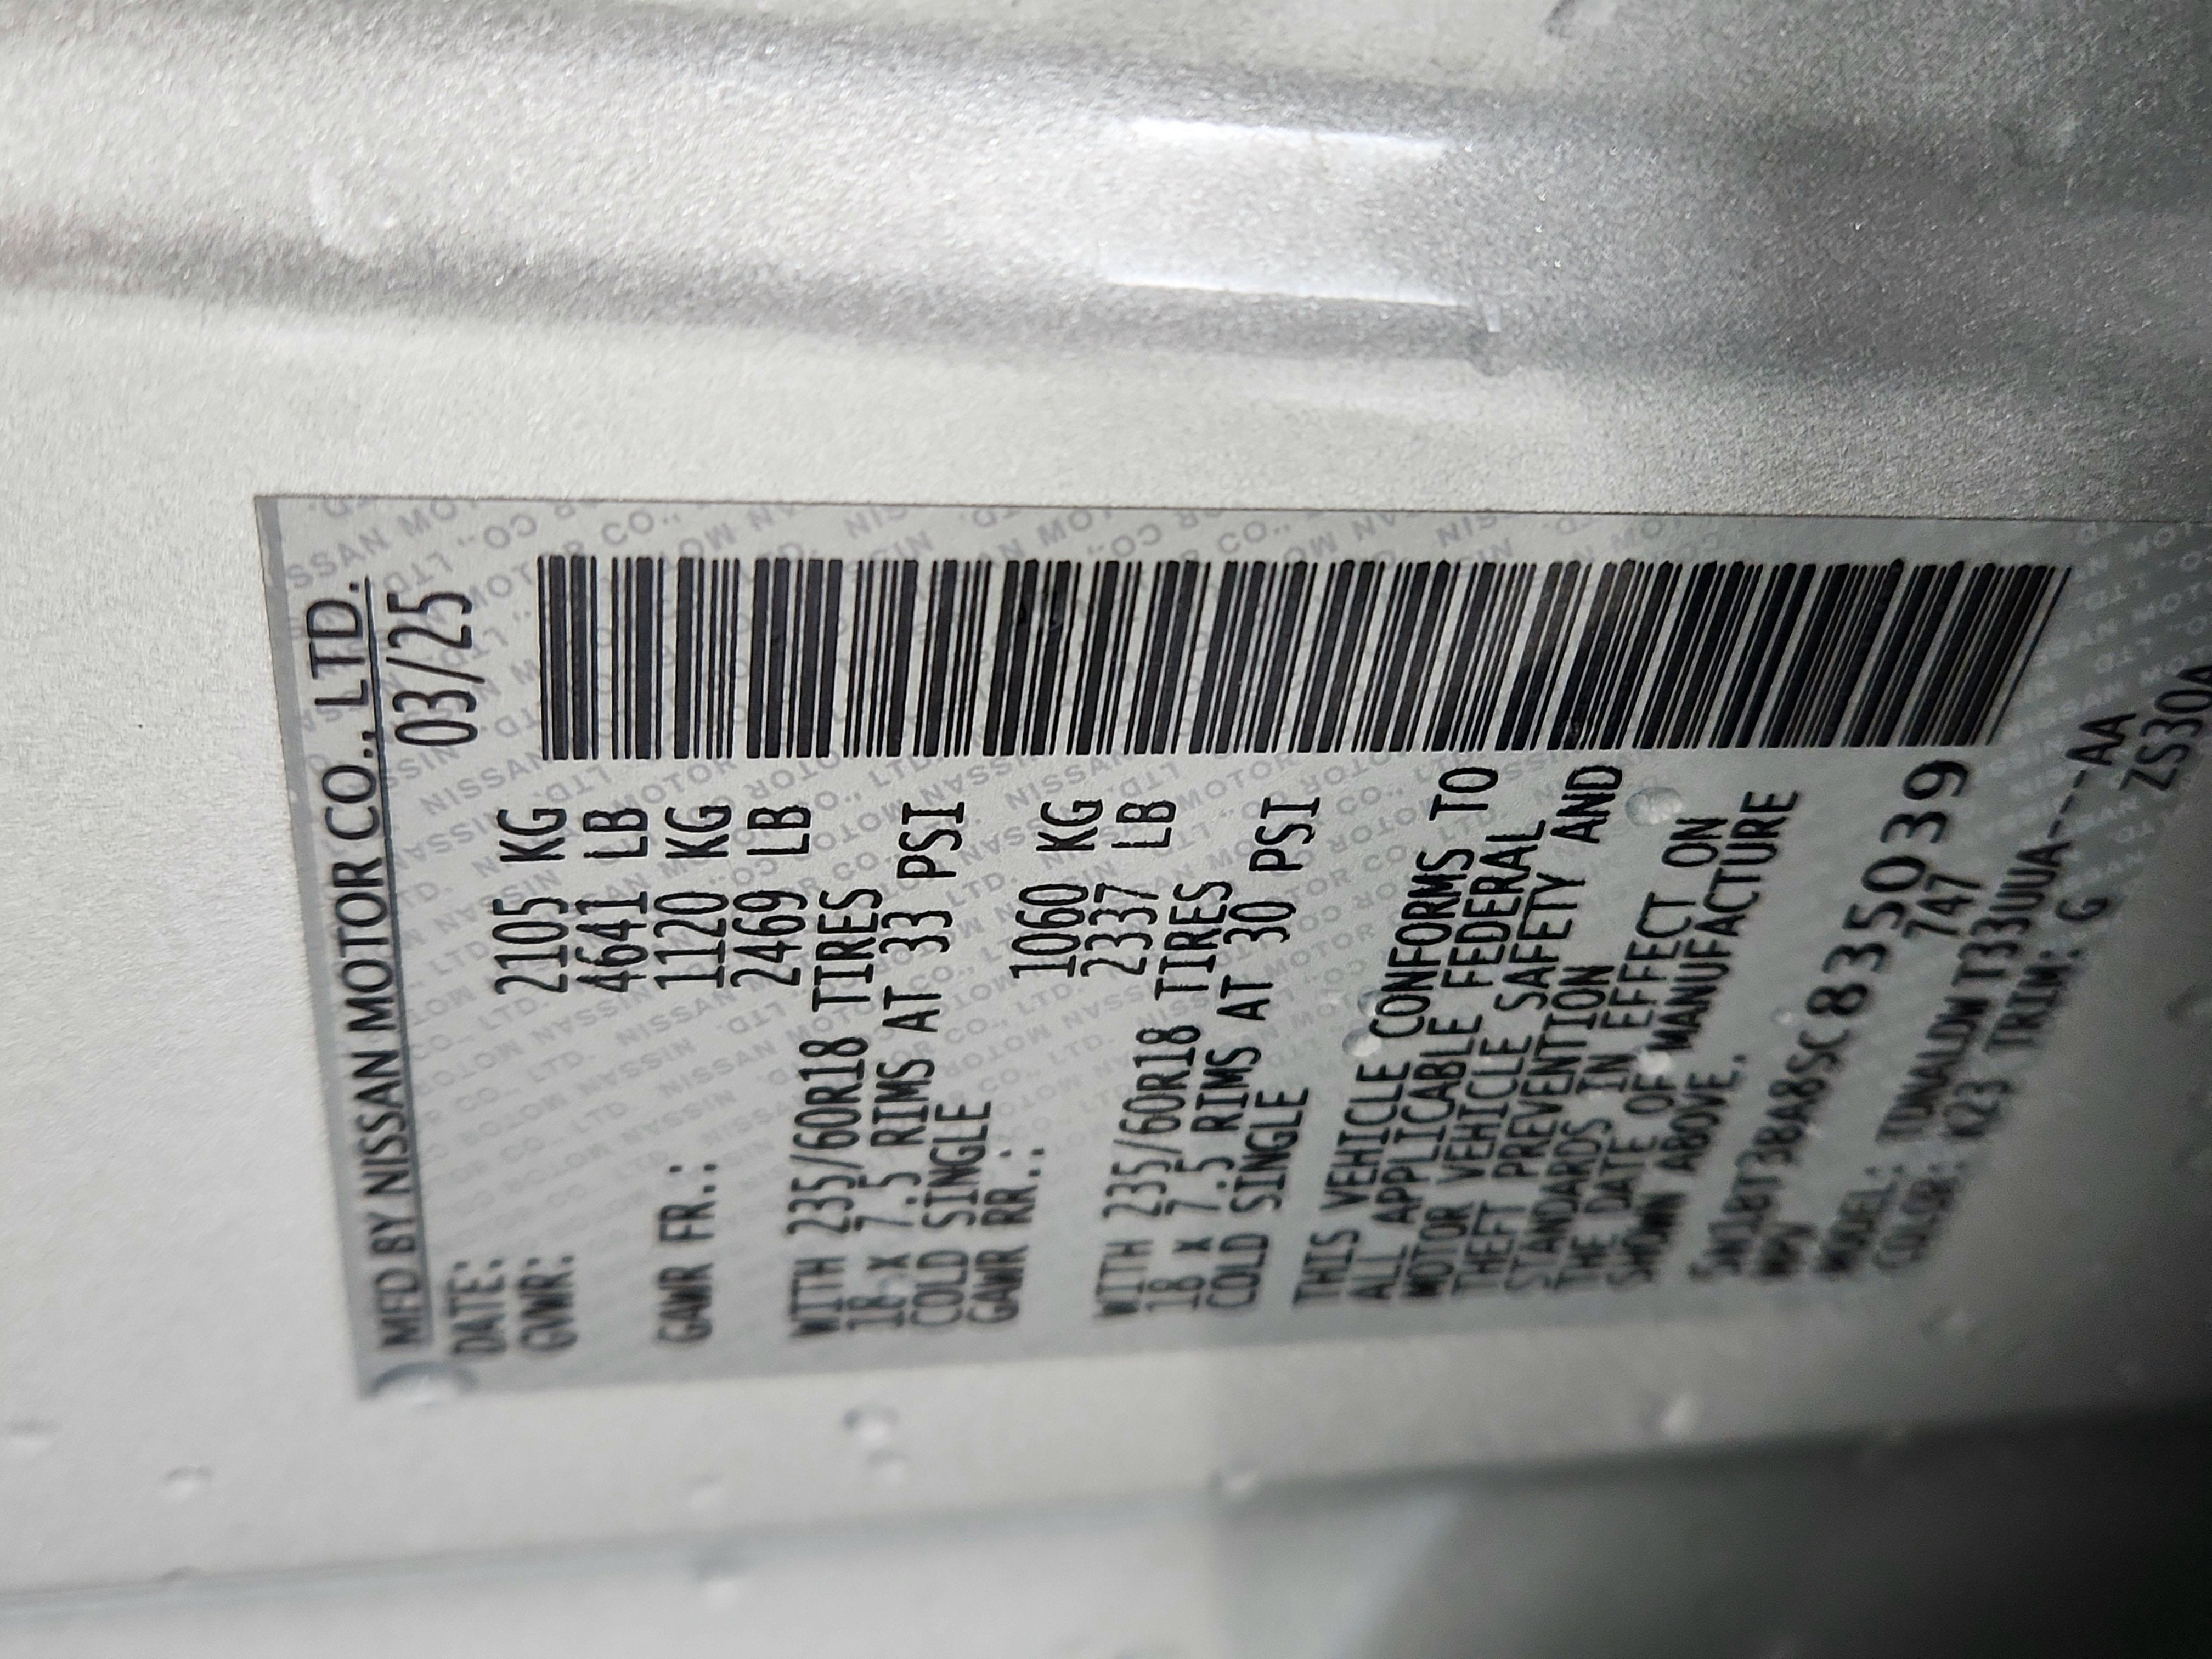 MFD BY NISSAN MOTOR CO., LTD.
DATE: 03/25
GVWR: 2105 KG
4641 LB
GAWR FR.: 1120 KG
2469 LB
WITH 235/60R18 TIRES
18 X 7.5 RIMS AT 33 PSI
COLD SINGLE
GAWR RR.: 1060 KG
2337 LB
WITH 235/60R18 TIRES
18 X 7.5 RIMS AT 30 PSI
COLD SINGLE
THIS VEHICLE CONFORMS TO
ALL APPLICABLE FEDERAL
MOTOR VEHICLE SAFETY AND
THEFT PREVENTION
STANDARDS IN EFFECT ON
THE DATE OF MANUFACTURE
SHOWN ABOVE.
5N1BT3BA8SC835039
MPV 747
MODEL:
COLOR: K23 TRIM: G